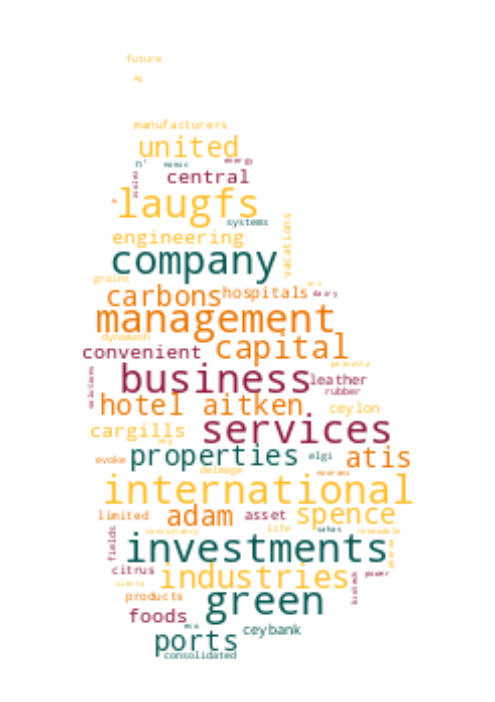 future
manufacturers
united
n'
central
laugfs
systems
engineering
vacations
company
grains
carbons hospitals dairy
management
dynawash
convenient capital
business leather
rubber
hotel aitken ceylon
cargills services
evoke properties elgi atis
delmege
international
limited adam asset spence
life
fields investments
citrus industries power
products green
foods
ports ceybank
consolidated